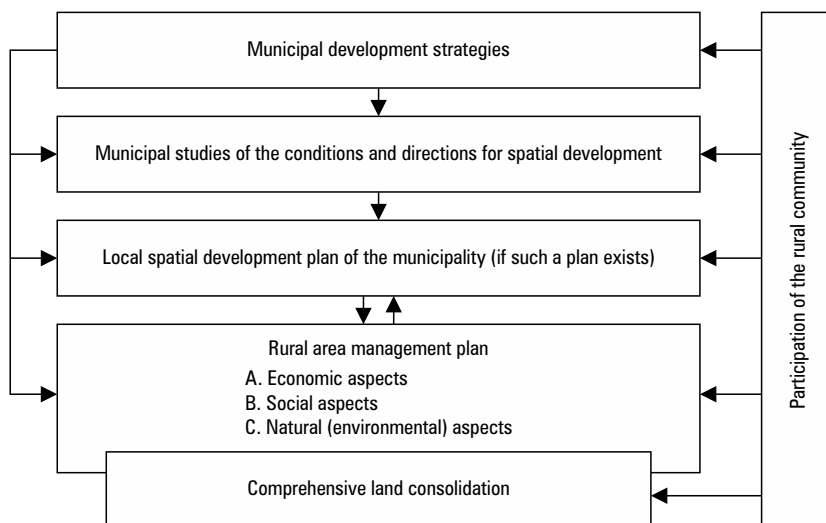 Municipal development strategies
Municipal studies of the conditions and directions for spatial development
Local spatial development plan of the municipality (if such a plan exists)
Rural area management plan
A. Economic aspects
B. Social aspects
C. Natural (environmental) aspects
Comprehensive land consolidation
Participation of the rural community